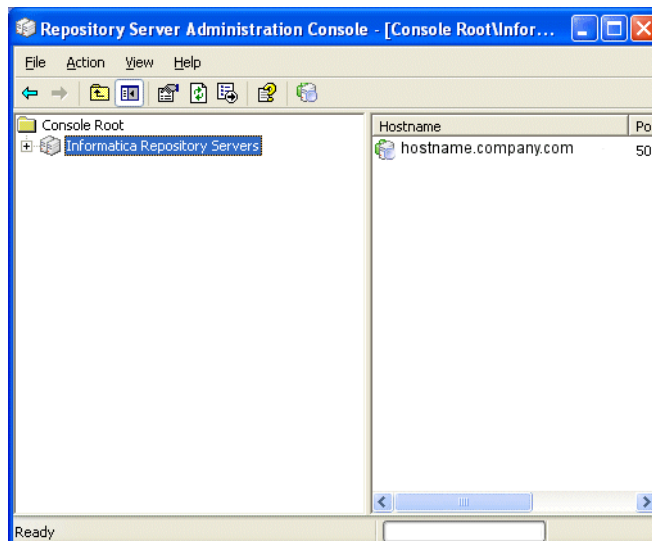 Repository Server Administration Console - [Console Root\Infor...
File Action View Help
Console Root
Informatica Repository Servers
Hostname Po
hostname.company.com 50
Ready